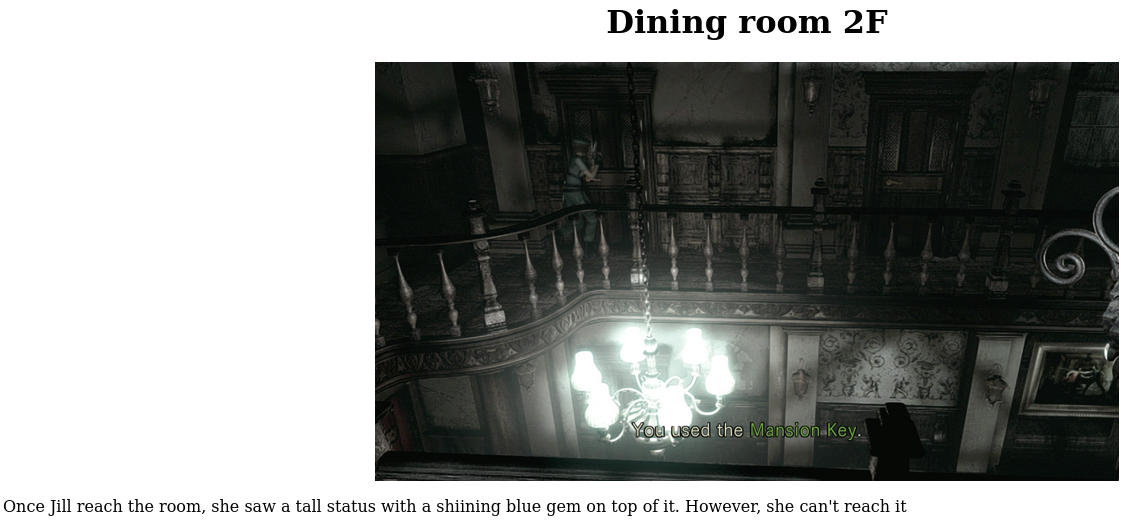 Dining room 2F
You used the Mansion Key.
Once Jill reach the room, she saw a tall status with a shiining blue gem on top of it. However, she can't reach it